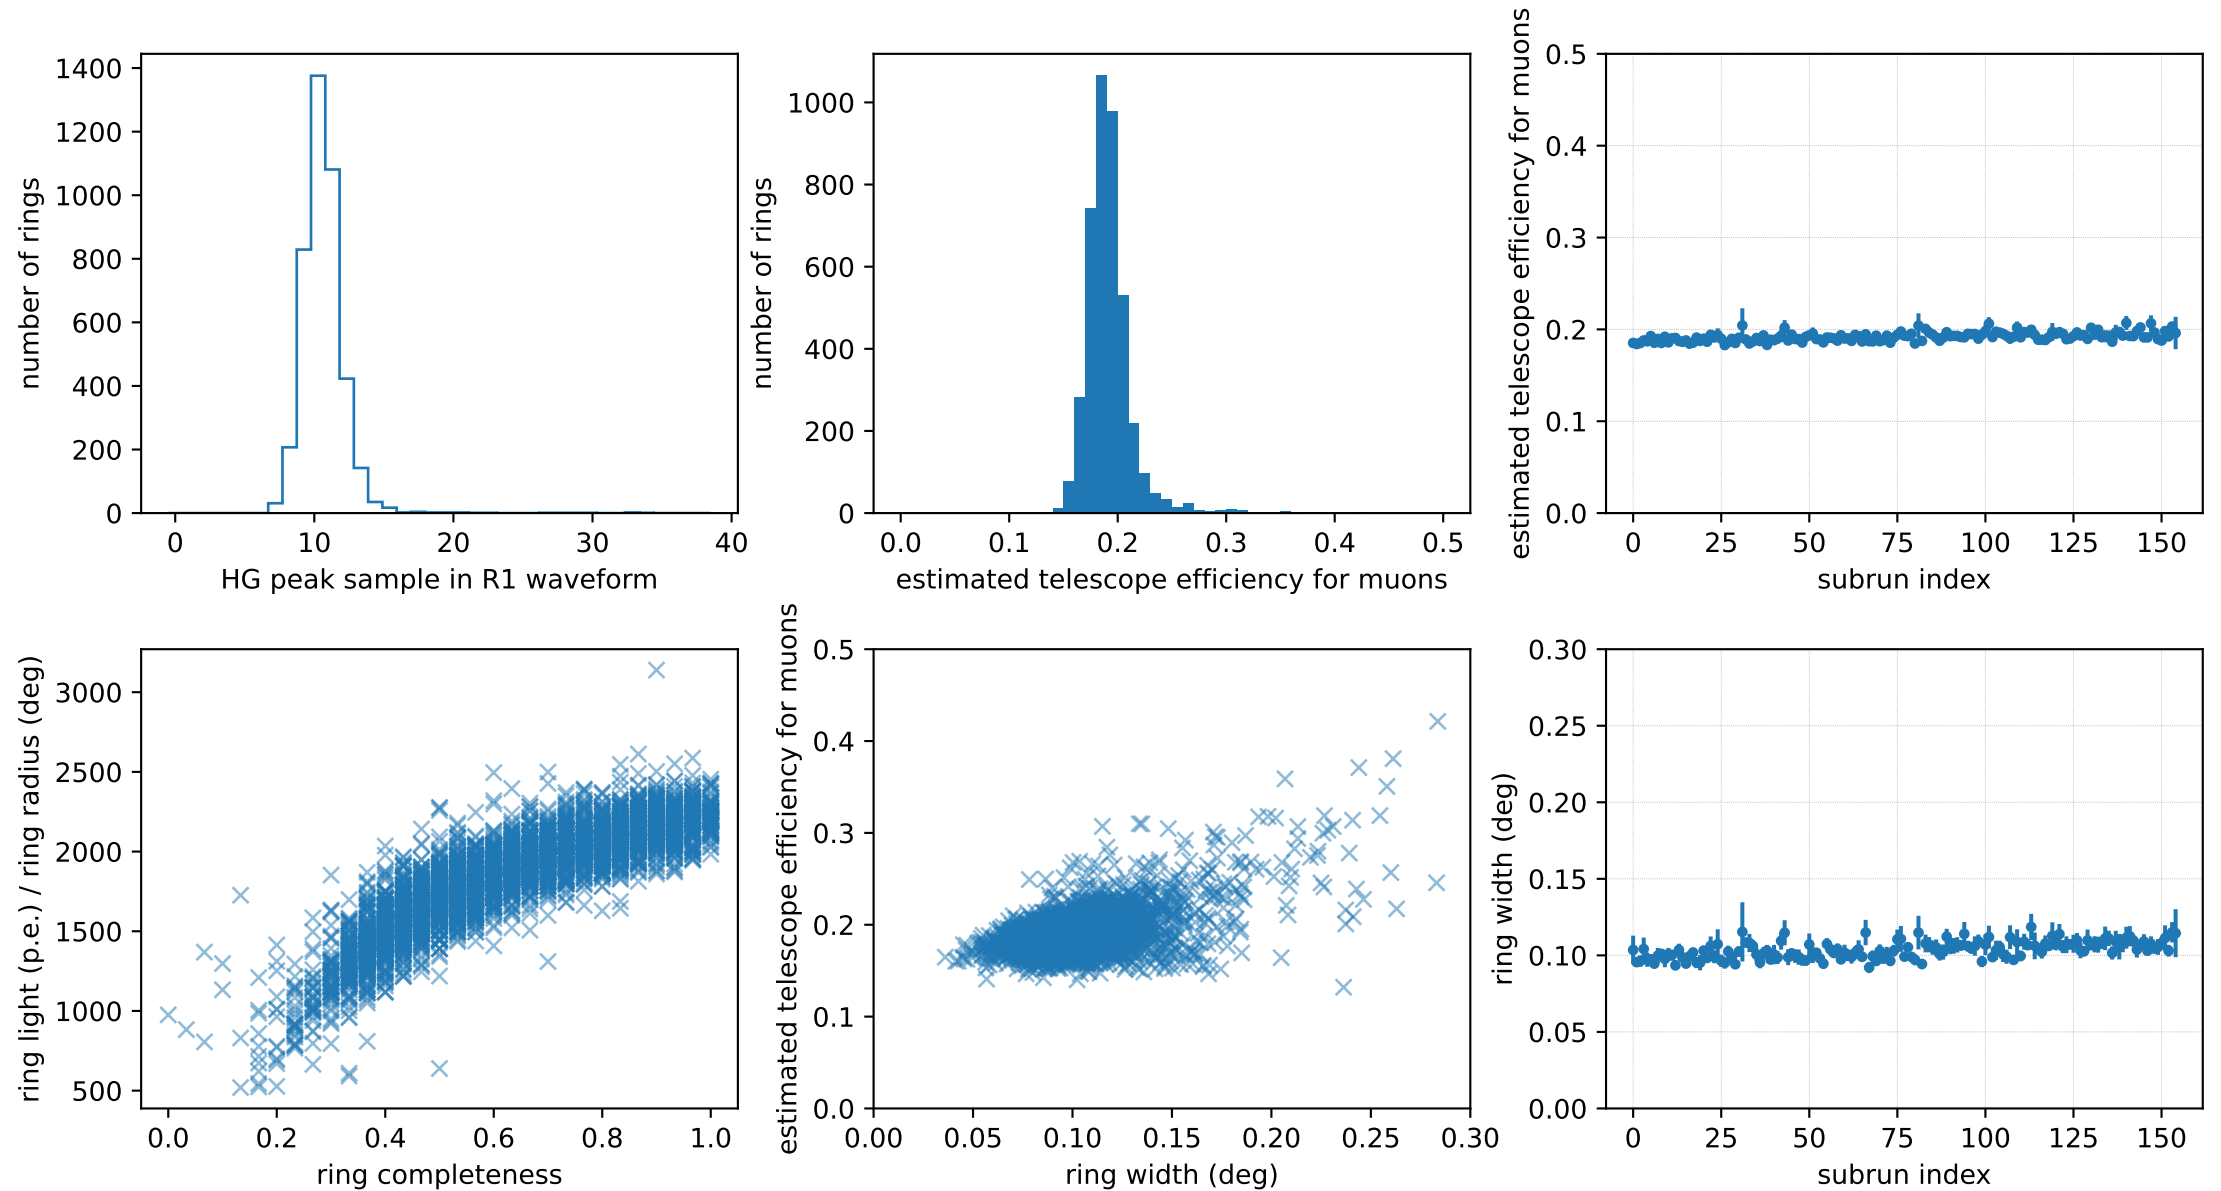 number of rings
1400
1200
1000
800
600
400
200
0
0 10 20 30 40
HG peak sample in R1 waveform
number of rings
1000
800
600
400
200
0
0.0 0.1 0.2 0.3 0.4 0.5
estimated telescope efficiency for muons
estimated telescope efficiency for muons
0.5
0.4
0.3
0.2
0.1
0.0
0 25 50 75 100 125 150
subrun index
ring light (p.e.) / ring radius (deg)
3000
2500
2000
1500
1000
500
0.0 0.2 0.4 0.6 0.8 1.0
ring completeness
estimated telescope efficiency for muons
0.5
0.4
0.3
0.2
0.1
0.0
0.00 0.05 0.10 0.15 0.20 0.25 0.30
ring width (deg)
ring width (deg)
0.30
0.25
0.20
0.15
0.10
0.05
0.00
0 25 50 75 100 125 150
subrun index